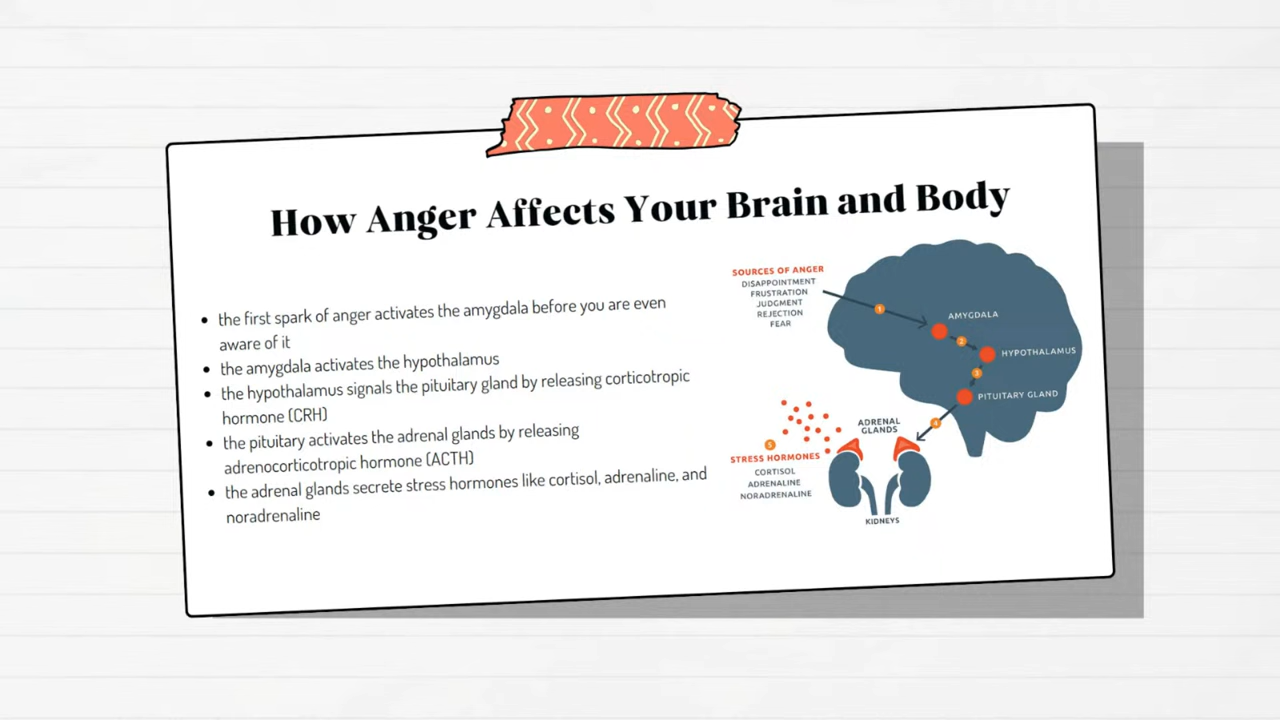 How Anger Affects Your Brain and Body
the first spark of anger activates the amygdala before you are even
aware of it
the amygdala activates the hypothalamus
the hypothalamus signals the pituitary gland by releasing corticotropic
hormone (CRH)
the pituitary activates the adrenal glands by releasing
adrenocorticotropic hormone (ACTH)
the adrenal glands secrete stress hormones like cortisol, adrenaline, and
noradrenaline
SOURCES OF ANGER
DISAPPOINTMENT
FRUSTRATION
JUDGMENT
REJECTION
FEAR
1
AMYGDALA
2
HYPOTHALAMUS
3
PITUITARY GLAND
4
ADRENAL
GLANDS
5
STRESS HORMONES
CORTISOL
ADRENALINE
NORADRENALINE
KIDNEYS